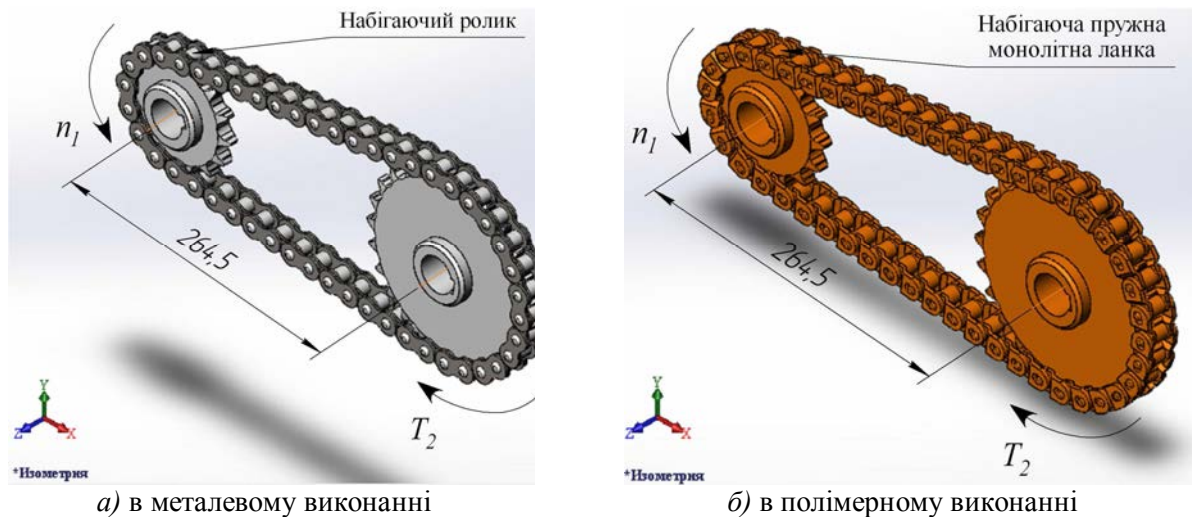 Набігаючий ролик
n1
264,5
T2
Y
Z
X
*Изометрия
а) в металевому виконанні
Набігаюча пружна
монолітна ланка
n1
264,5
T2
Y
Z
X
*Изометрия
б) в полімерному виконанні